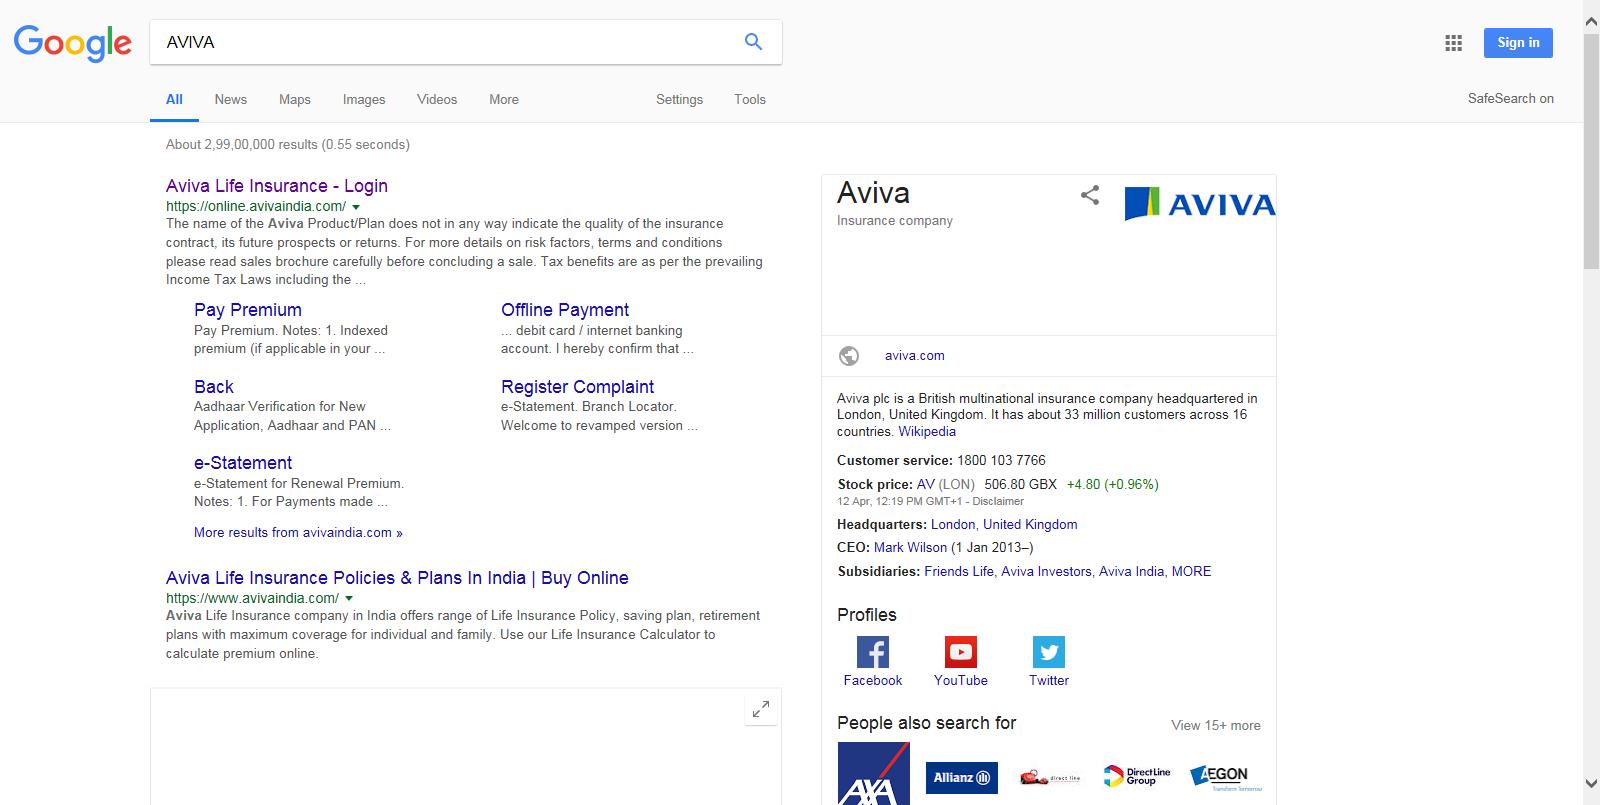 Google
AVIVA
Sign in
All News Maps Images Videos More Settings Tools
SafeSearch on
About 2,99,00,000 results (0.55 seconds)
Aviva Life Insurance - Login
https://online.avivaindia.com/
The name of the Aviva Product/Plan does not in any way indicate the quality of the insurance
contract, its future prospects or returns. For more details on risk factors, terms and conditions
please read sales brochure carefully before concluding a sale. Tax benefits are as per the prevailing
Income Tax Laws including the ...
Pay Premium
Pay Premium. Notes: 1. Indexed
premium (if applicable in your ...
Offline Payment
... debit card / internet banking
account. I hereby confirm that ...
Back
Aadhaar Verification for New
Application, Aadhaar and PAN ...
Register Complaint
e-Statement. Branch Locator.
Welcome to revamped version ...
e-Statement
e-Statement for Renewal Premium.
Notes: 1. For Payments made ...
More results from avivaindia.com »
Aviva Life Insurance Policies & Plans In India | Buy Online
https://www.avivaindia.com/
Aviva Life Insurance company in India offers range of Life Insurance Policy, saving plan, retirement
plans with maximum coverage for individual and family. Use our Life Insurance Calculator to
calculate premium online.
Aviva
Insurance company
AVIVA
aviva.com
Aviva plc is a British multinational insurance company headquartered in
London, United Kingdom. It has about 33 million customers across 16
countries. Wikipedia
Customer service: 1800 103 7766
Stock price: AV (LON) 506.80 GBX +4.80 (+0.96%)
12 Apr, 12:19 PM GMT+1 - Disclaimer
Headquarters: London, United Kingdom
CEO: Mark Wilson (1 Jan 2013–)
Subsidiaries: Friends Life, Aviva Investors, Aviva India, MORE
Profiles
Facebook YouTube Twitter
People also search for
View 15+ more
AXA
Allianz
direct line
Direct Line
Group
AEGON
Transform Tomorrow